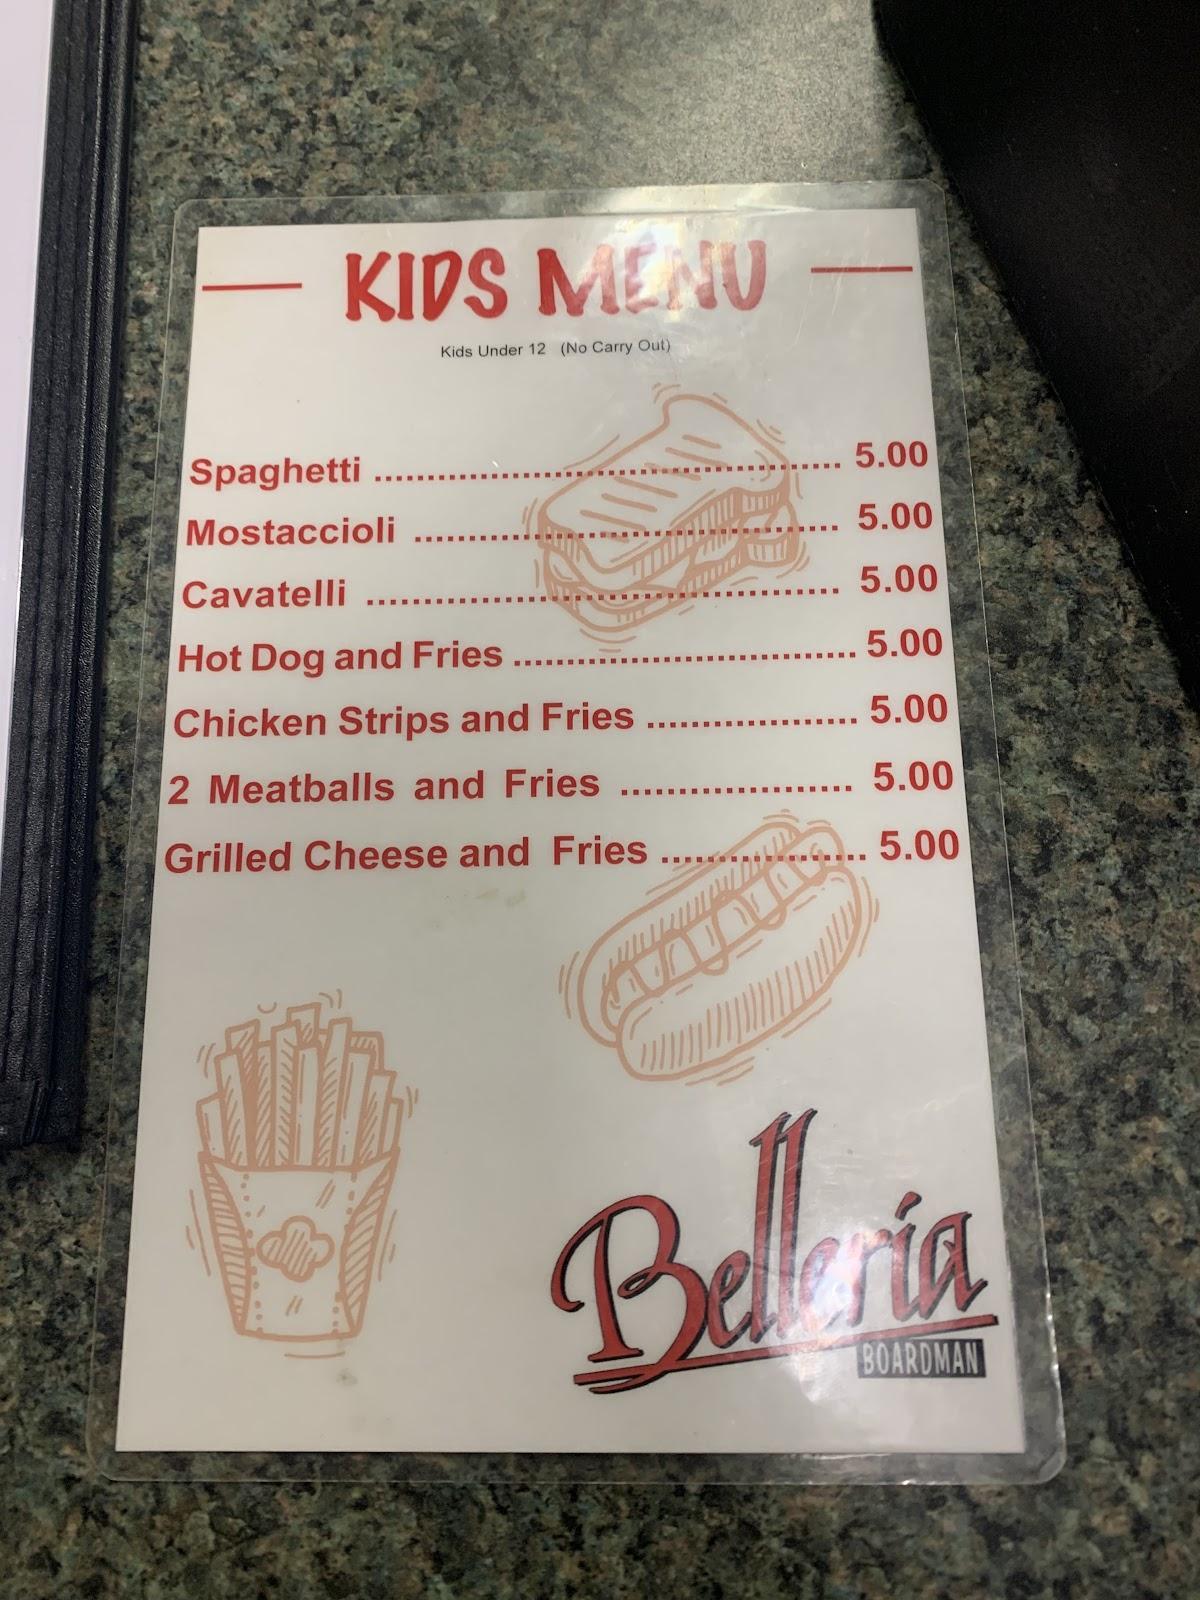 KIDS MENU
Kids Under 12 (No Carry Out)
Spaghetti ........................................ 5.00
Mostaccioli .................................... 5.00
Cavatelli ........................................ 5.00
Hot Dog and Fries ............................. 5.00
Chicken Strips and Fries .................. 5.00
2 Meatballs and Fries .................... 5.00
Grilled Cheese and Fries ................. 5.00
Belleria
BOARDMAN